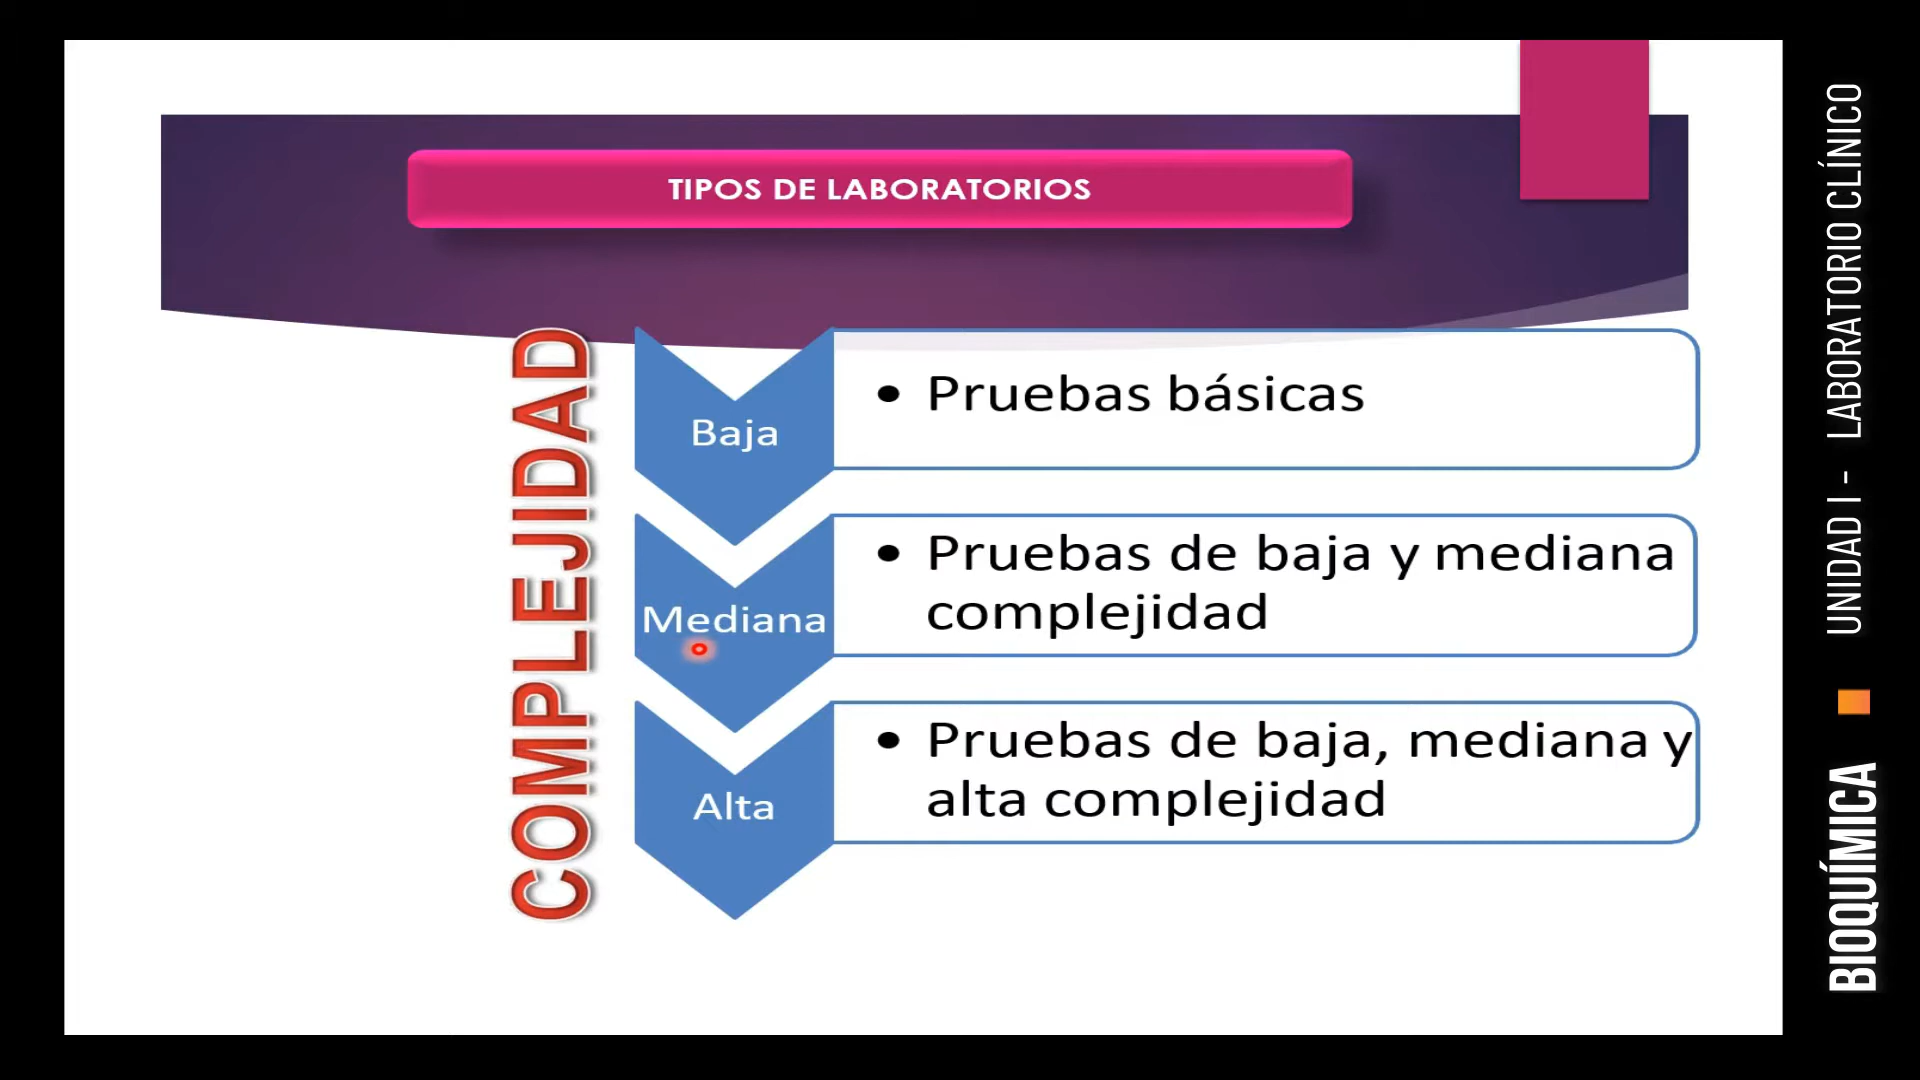 TIPOS DE LABORATORIOS
COMPLEJIDAD
Baja
• Pruebas básicas
Mediana
• Pruebas de baja y mediana
complejidad
Alta
• Pruebas de baja, mediana y
alta complejidad
BIOQUÍMICA
UNIDAD I - LABORATORIO CLÍNICO